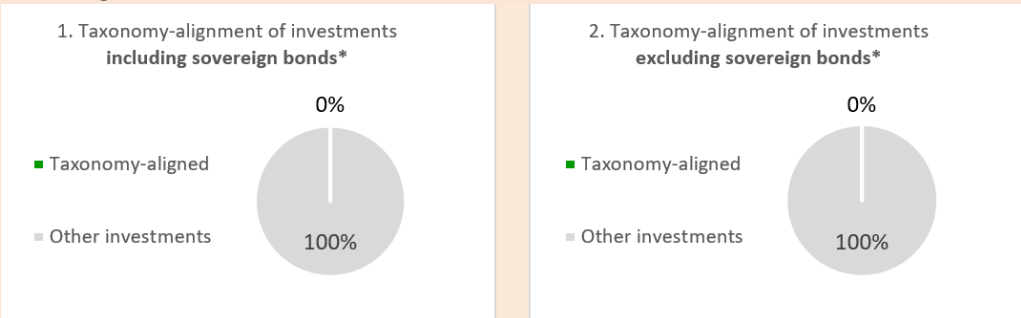 1. Taxonomy-alignment of investments
including sovereign bonds*
0%
Taxonomy-aligned
Other investments
100%
2. Taxonomy-alignment of investments
excluding sovereign bonds*
0%
Taxonomy-aligned
Other investments
100%